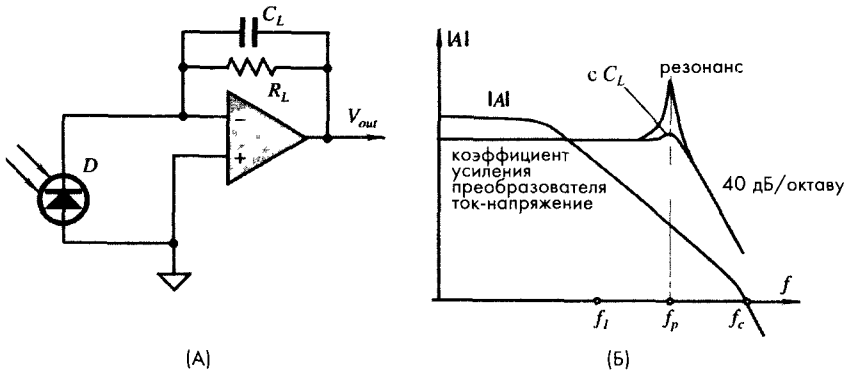 C_L
R_L
V_out
−
+
D
(А)
|A|
с C_L
резонанс
|A|
коэффициент
усиления
преобразователя
ток-напряжение
40 дБ/октаву
f
f_1
f_p
f_c
(Б)